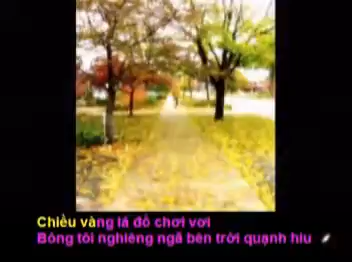 Chiều vàng lá đổ chơi vơi
Bóng tôi nghiêng ngã bên trời quạnh hiu